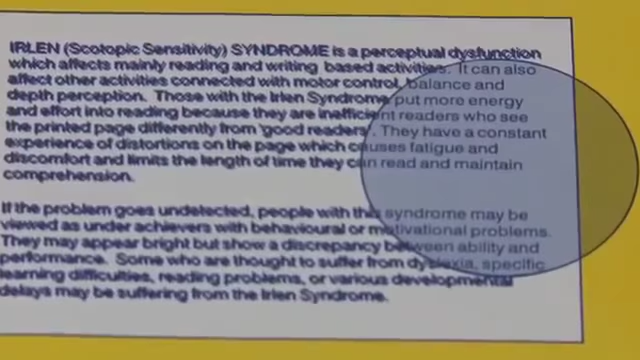 IRLEN (Scotopic Sensitivity) SYNDROME is a perceptual dysfunction
which affects mainly reading and writing based activities. It can also
affect other activities connected with motor control, balance and
depth perception. Those with the Irlen Syndrome put more energy
and effort into reading because they are inefficient readers who see
the printed page differently from 'good readers'. They have a constant
experience of distortions on the page which causes fatigue and
discomfort and limits the length of time they can read and maintain
comprehension.
If the problem goes undetected, people with this syndrome may be
viewed as under achievers with behavioural or motivational problems.
They may appear bright but show a discrepancy between ability and
performance. Some who are thought to suffer from dyslexia, specific
learning difficulties, reading problems, or various developmental
delays may be suffering from the Irlen Syndrome.